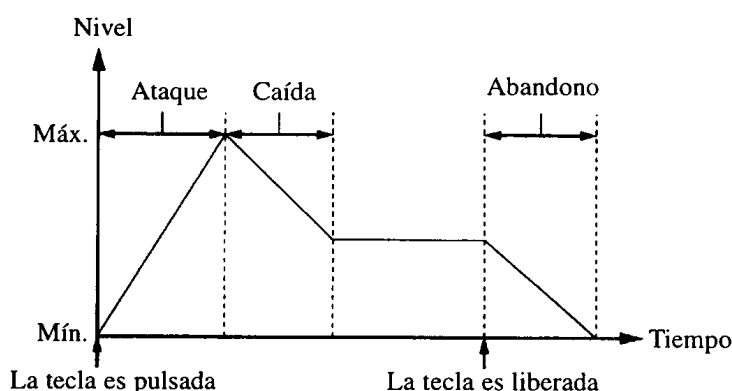 Nivel
Ataque
Caída
Abandono
Máx.
Mín.
Tiempo
La tecla es pulsada
La tecla es liberada